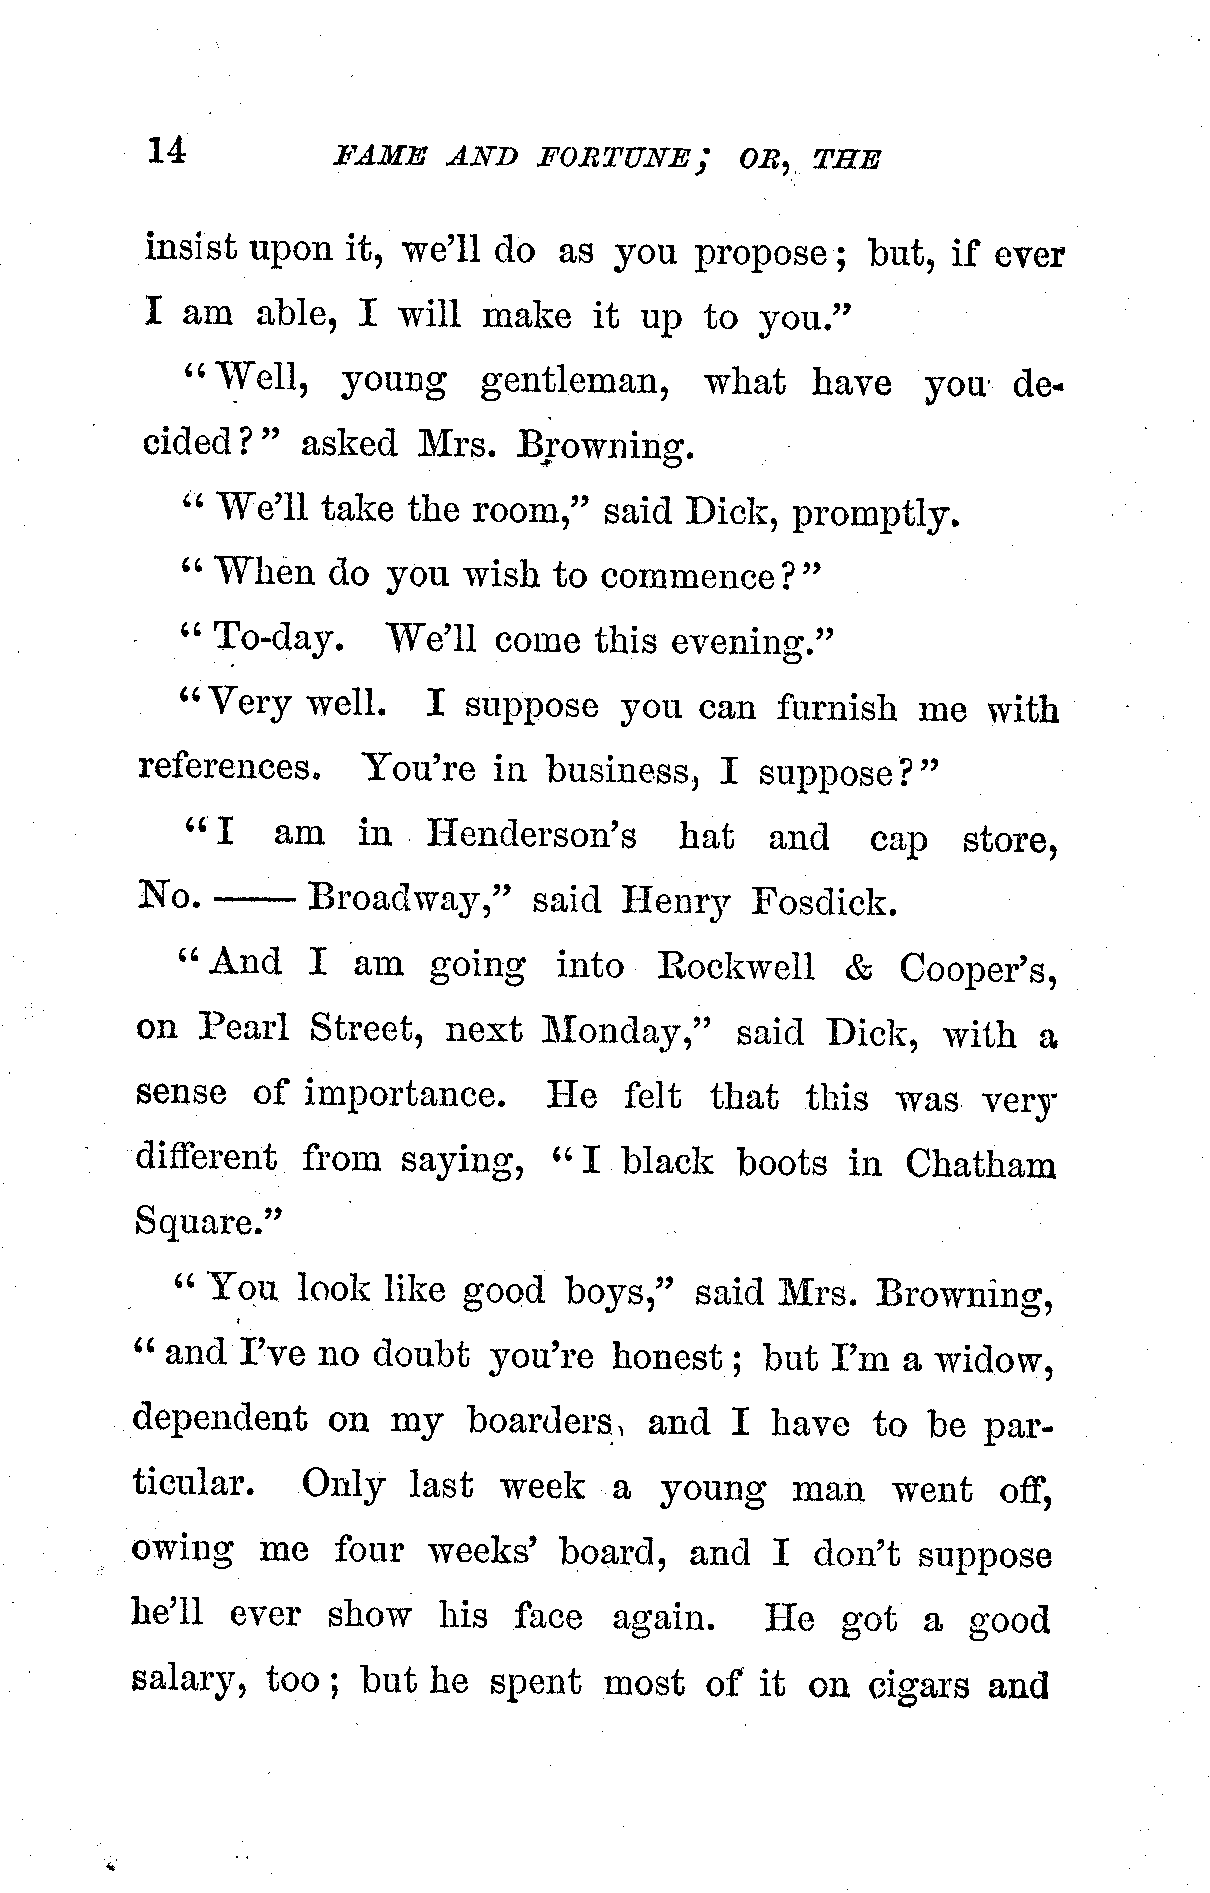 14 FAME AND FORTUNE; OR, THE
insist upon it, we'll do as you propose; but, if ever
I am able, I will make it up to you."
"Well, young gentleman, what have you de-
cided?" asked Mrs. Browning.
"We'll take the room," said Dick, promptly.
"When do you wish to commence?"
"To-day. We'll come this evening."
"Very well. I suppose you can furnish me with
references. You're in business, I suppose?"
"I am in Henderson's hat and cap store,
No. —— Broadway," said Henry Fosdick.
"And I am going into Rockwell & Cooper's,
on Pearl Street, next Monday," said Dick, with a
sense of importance. He felt that this was very
different from saying, "I black boots in Chatham
Square."
"You look like good boys," said Mrs. Browning,
"and I've no doubt you're honest; but I'm a widow,
dependent on my boarders, and I have to be par-
ticular. Only last week a young man went off,
owing me four weeks' board, and I don't suppose
he'll ever show his face again. He got a good
salary, too; but he spent most of it on cigars and